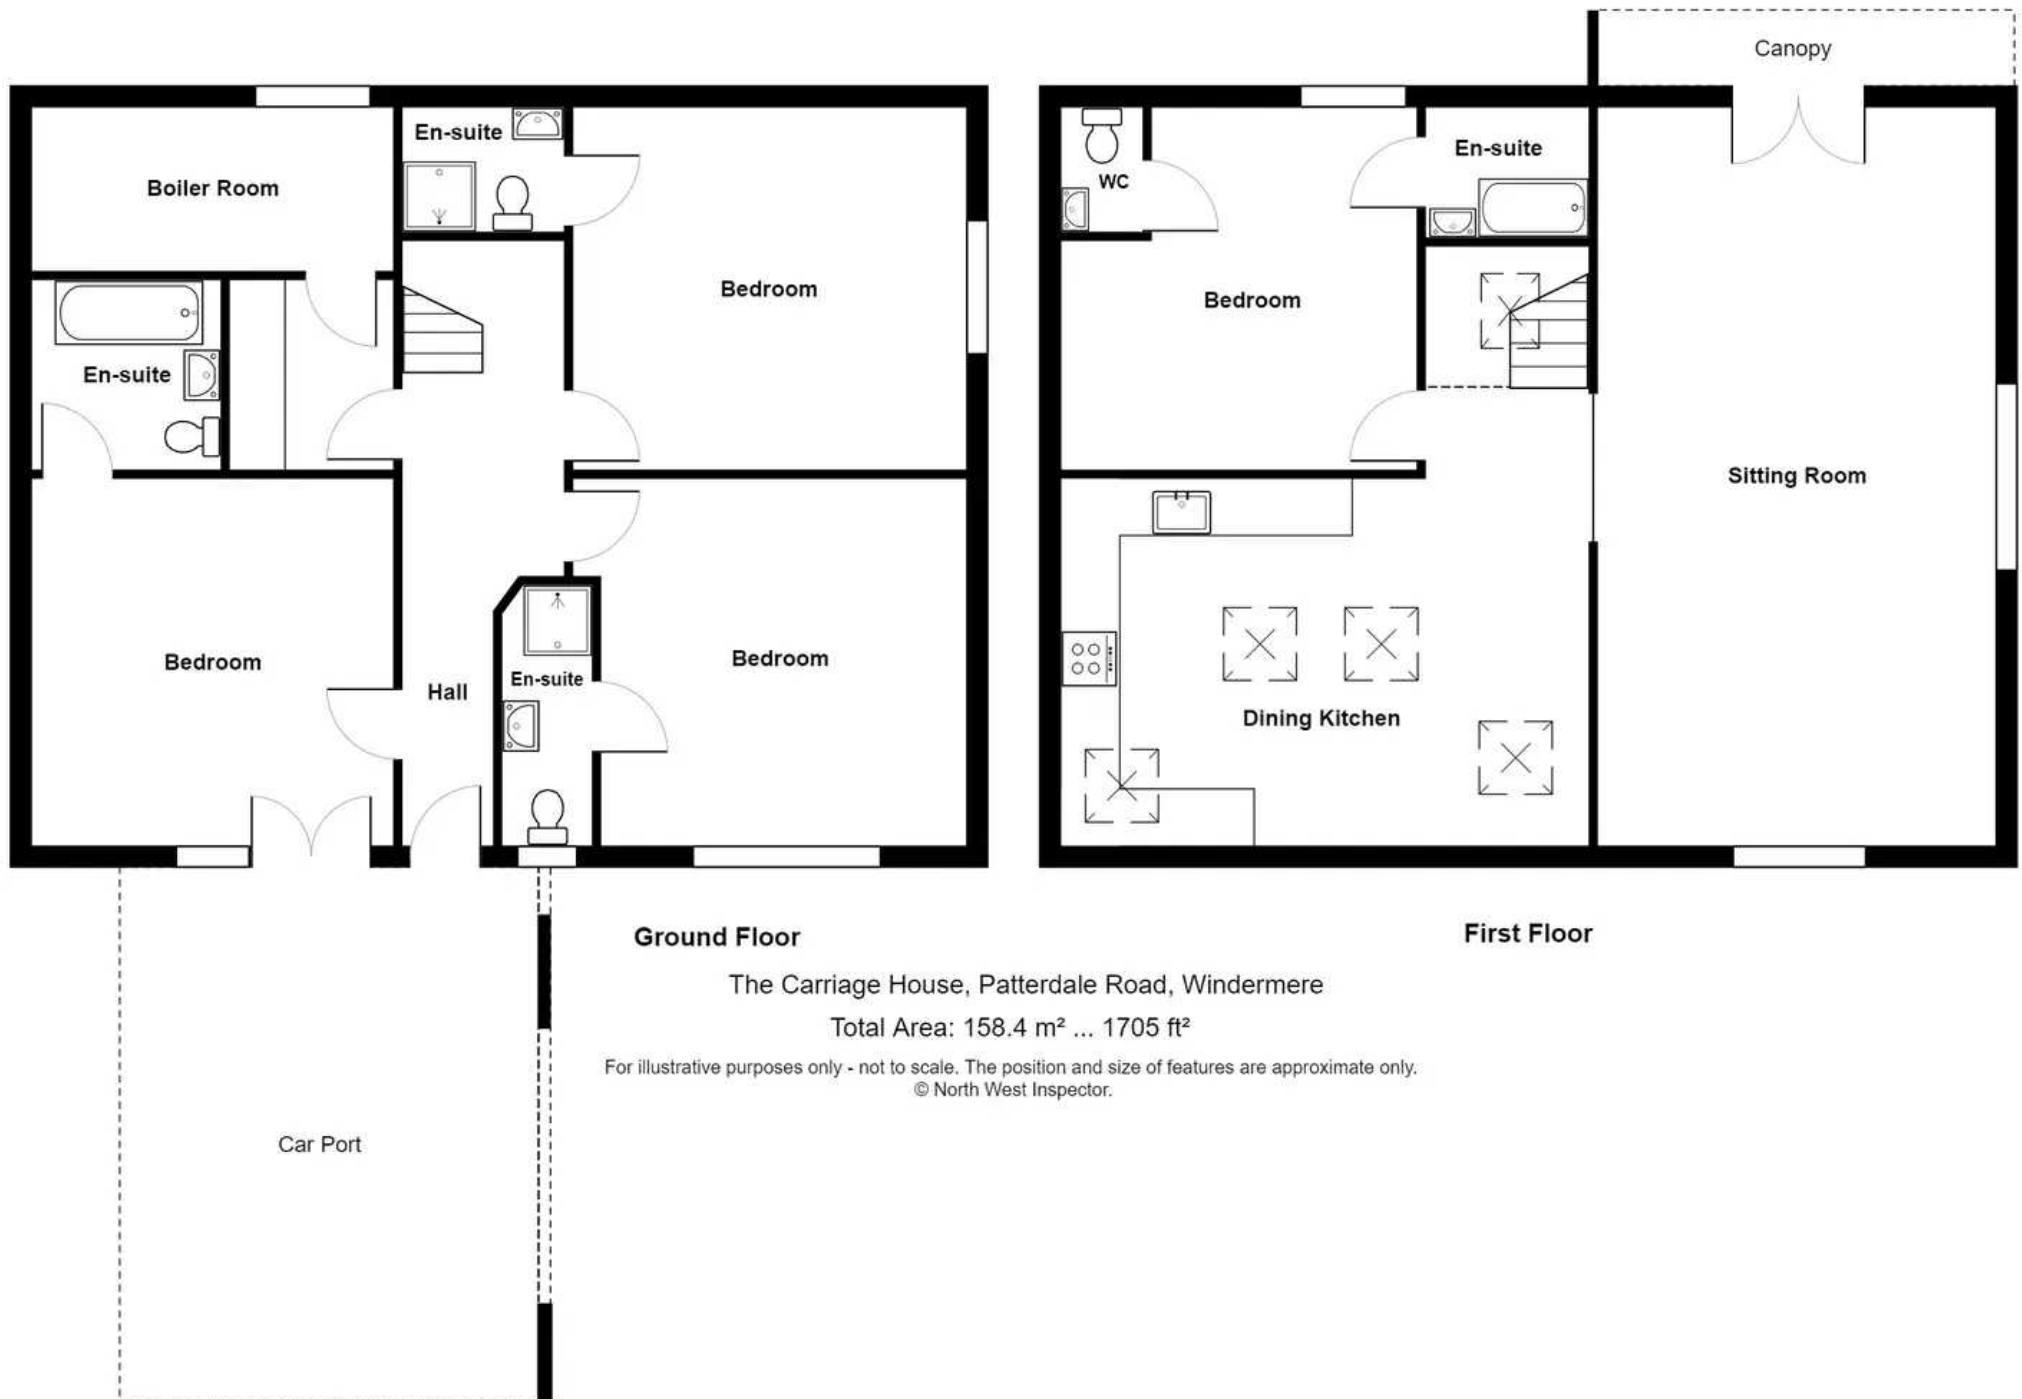 Canopy
En-suite
Boiler Room
Bedroom
En-suite
Bedroom
Hall
En-suite
Bedroom
Car Port
WC
En-suite
Bedroom
Sitting Room
Dining Kitchen
Ground Floor
First Floor
The Carriage House, Patterdale Road, Windermere
Total Area: 158.4 m² ... 1705 ft²
For illustrative purposes only - not to scale. The position and size of features are approximate only.
© North West Inspector.